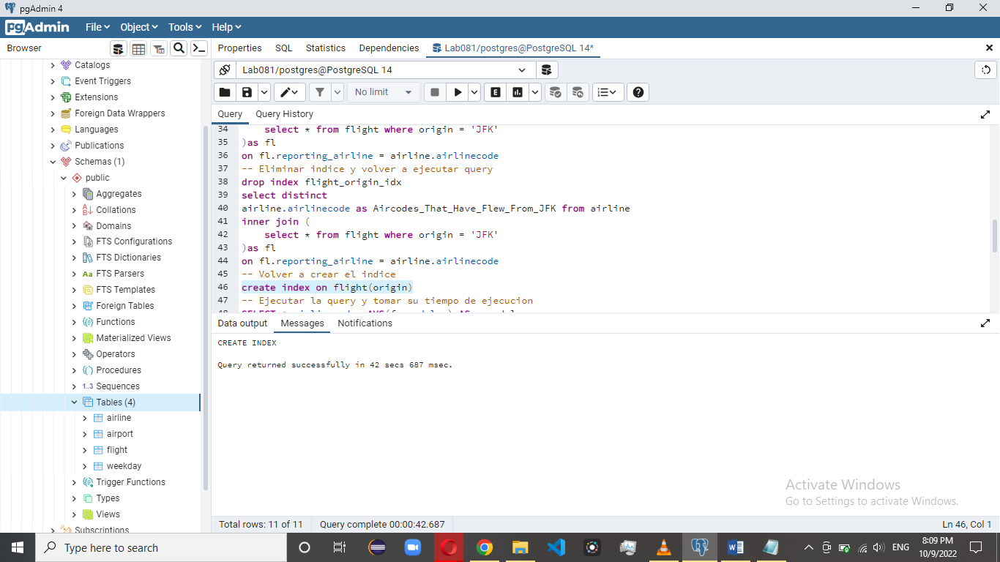 pgAdmin 4
pgAdmin File Object Tools Help
Browser Properties SQL Statistics Dependencies Lab081/postgres@PostgreSQL 14*
Lab081/postgres@PostgreSQL 14
No limit
Query Query History
Catalogs
Event Triggers
Extensions
Foreign Data Wrappers
Languages
Publications
Schemas (1)
public
Aggregates
Collations
Domains
FTS Configurations
FTS Dictionaries
FTS Parsers
FTS Templates
Foreign Tables
Functions
Materialized Views
Operators
Procedures
1..3 Sequences
Tables (4)
airline
airport
flight
weekday
Trigger Functions
Types
Views
Subscriptions
34 select * from flight where origin = 'JFK'
35 )as fl
36 on fl.reporting_airline = airline.airlinecode
37 -- Eliminar indice y volver a ejecutar query
38 drop index flight_origin_idx
39 select distinct
40 airline.airlinecode as Aircodes_That_Have_Flew_From_JFK from airline
41 inner join (
42 select * from flight where origin = 'JFK'
43 )as fl
44 on fl.reporting_airline = airline.airlinecode
45 -- Volver a crear el indice
46 create index on flight(origin)
47 -- Ejecutar la query y tomar su tiempo de ejecucion
Data output Messages Notifications
CREATE INDEX
Query returned successfully in 42 secs 687 msec.
Activate Windows
Go to Settings to activate Windows.
Total rows: 11 of 11 Query complete 00:00:42.687 Ln 46, Col 1
Type here to search
ENG
8:09 PM
10/9/2022